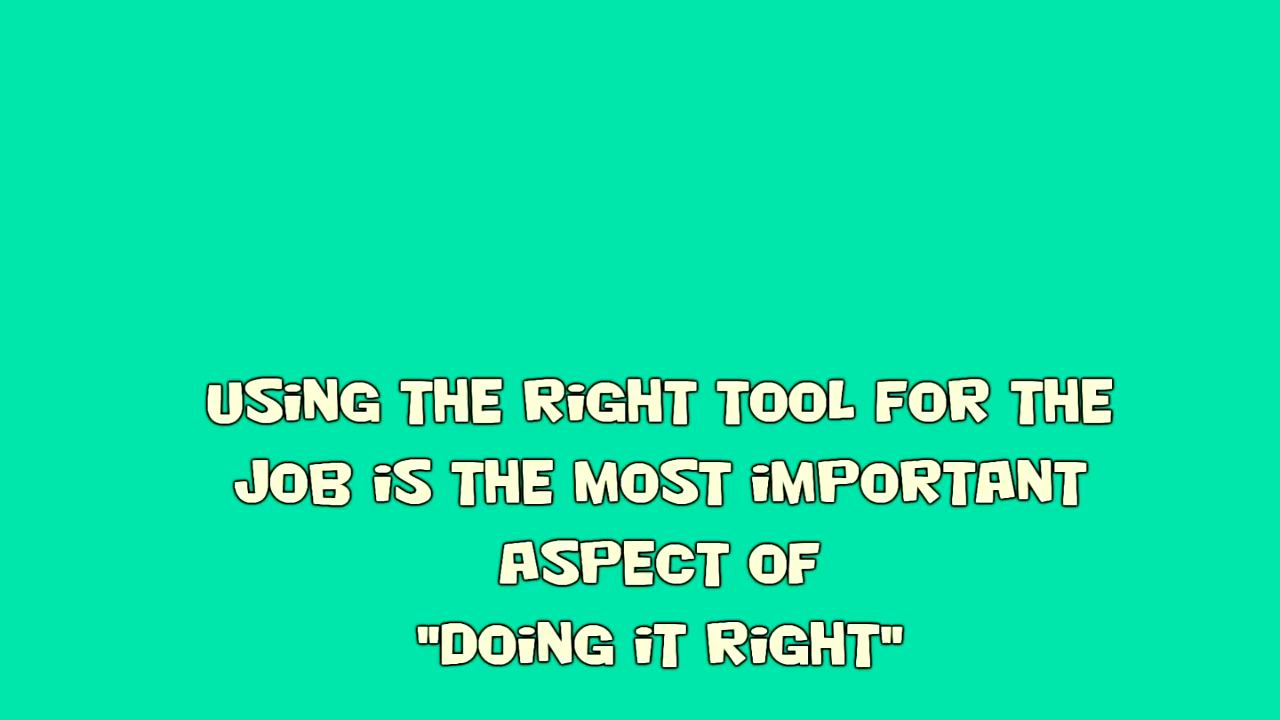 USiNG THE RiGHT TOOL FOR THE
JOB iS THE MOST iMPORTANT
ASPECT OF
"DOiNG iT RiGHT"